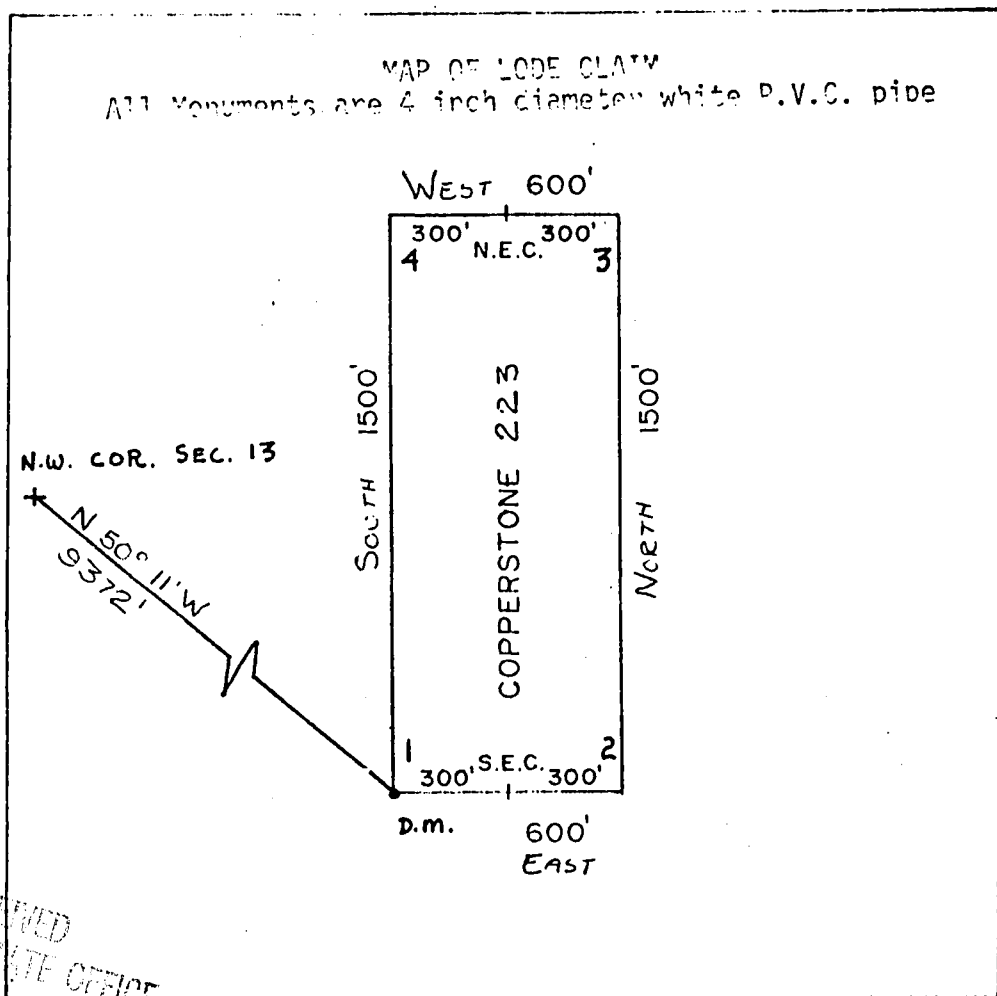 MAP OF LODE CLAIM
All Monuments are 4 inch diameter white P.V.C. pipe
WEST 600'
300' 300'
N.E.C.
4 3
SOUTH 1500'
COPPERSTONE 223
NORTH 1500'
N.W. COR. SEC. 13
N 50° 11' W
9372'
1 2
300' S.E.C. 300'
D.M.
600'
EAST
OFFICE